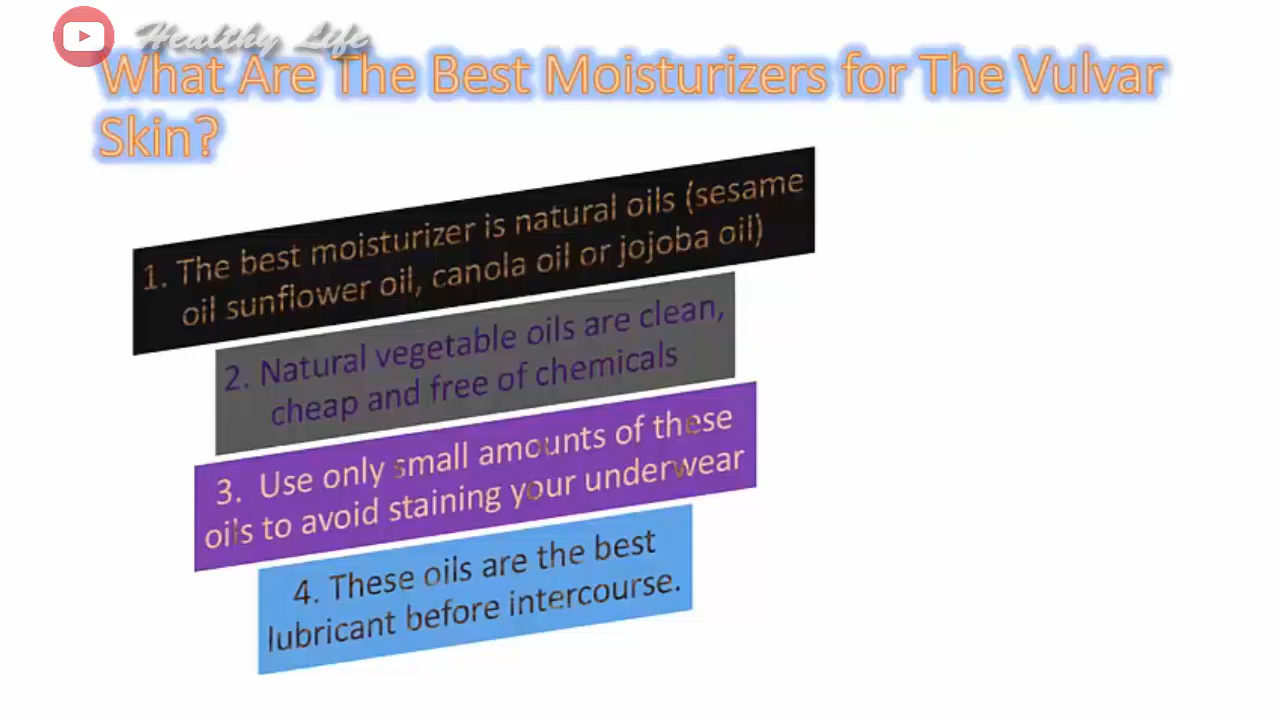 Healthy Life
What Are The Best Moisturizers for The Vulvar
Skin?
1. The best moisturizer is natural oils (sesame
oil sunflower oil, canola oil or jojoba oil)
2. Natural vegetable oils are clean,
cheap and free of chemicals
3. Use only small amounts of these
oils to avoid staining your underwear
4. These oils are the best
lubricant before intercourse.